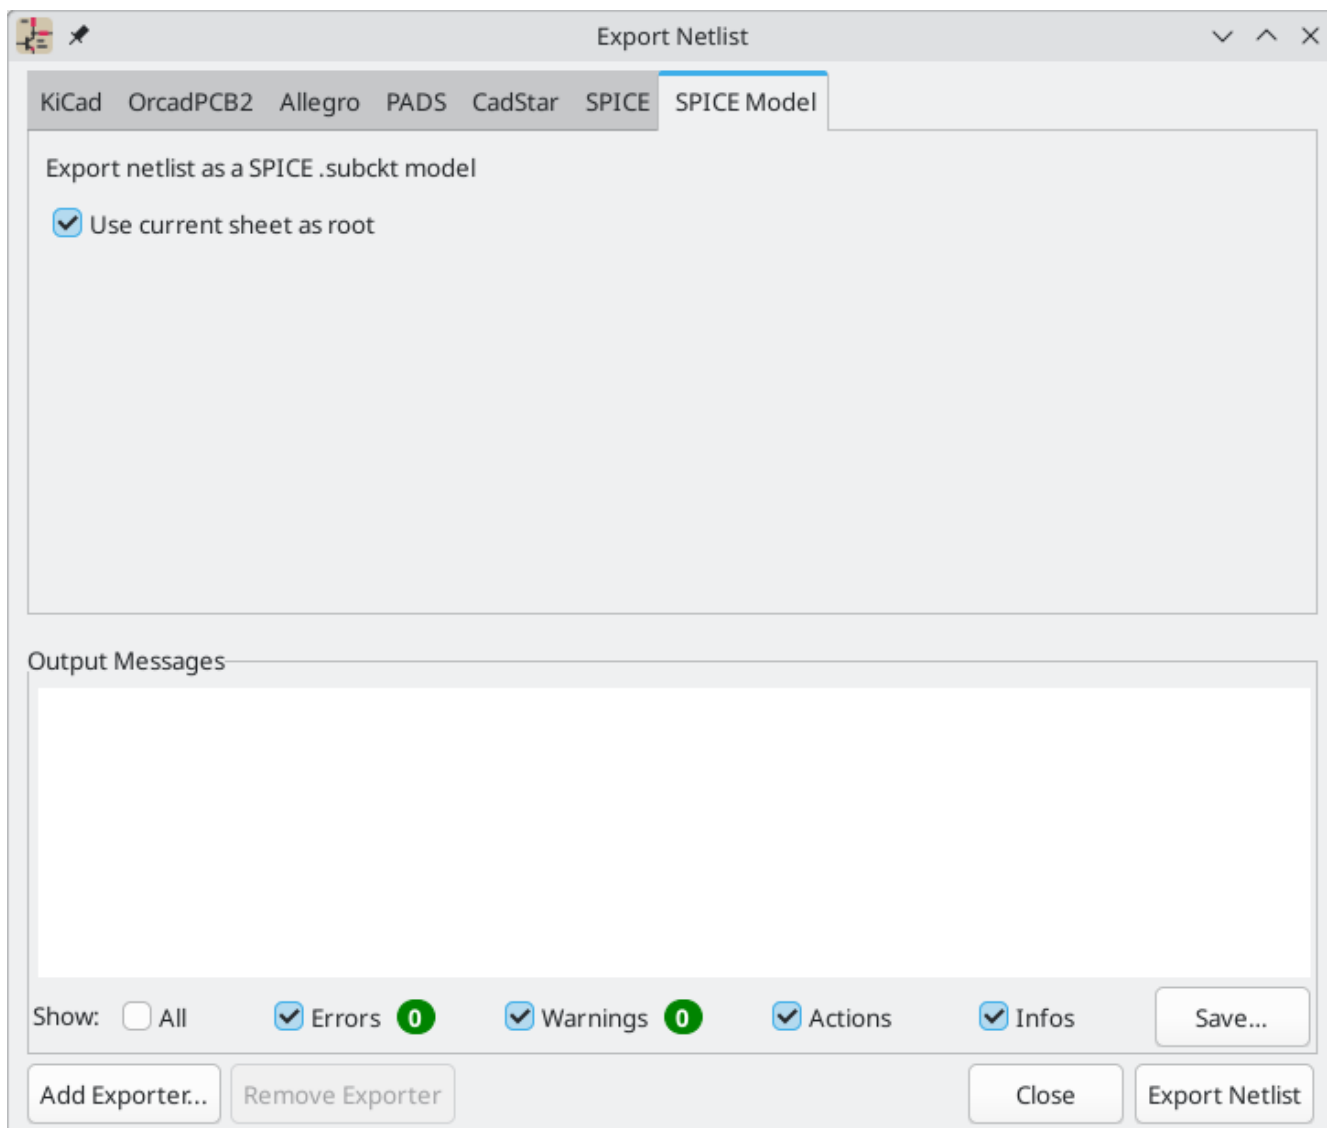 Export Netlist
KiCad OrcadPCB2 Allegro PADS CadStar SPICE SPICE Model
Export netlist as a SPICE .subckt model
Use current sheet as root
Output Messages
Show: All Errors 0 Warnings 0 Actions Infos Save...
Add Exporter... Remove Exporter Close Export Netlist